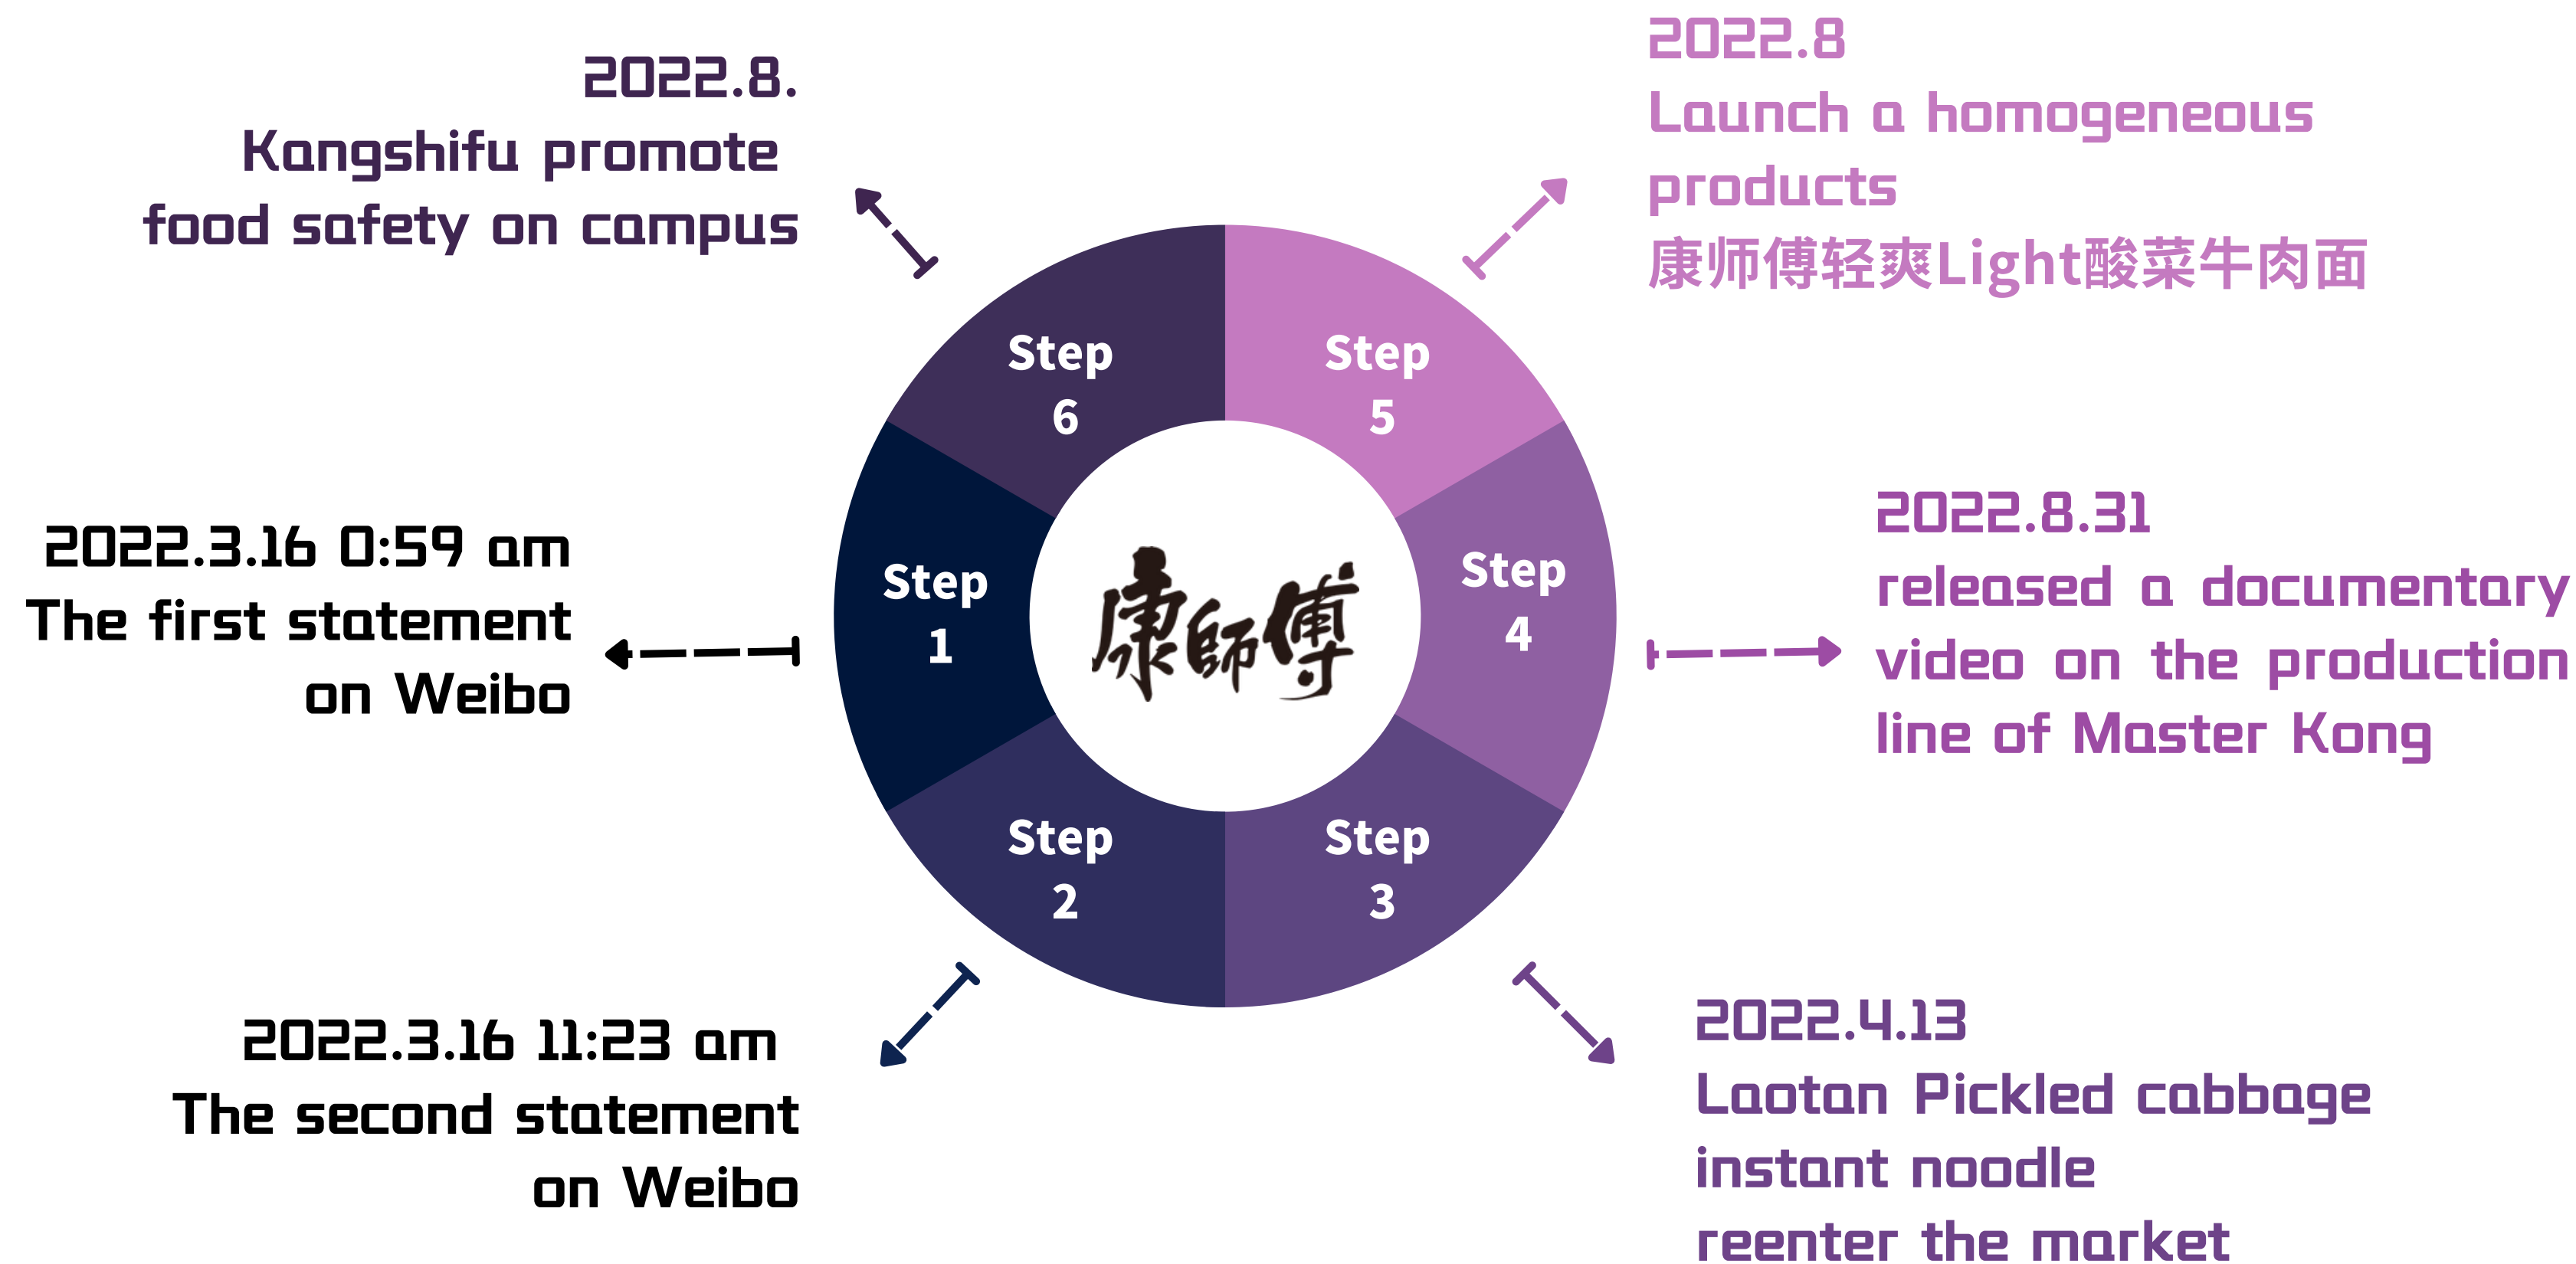 2022.8.
Kangshifu promote
food safety on campus
2022.8
Launch a homogeneous
products
康师傅轻爽Light酸菜牛肉面
Step
6
Step
5
2022.3.16 0:59 am
The first statement
on Weibo
Step
1
康師傅
Step
4
2022.8.31
released a documentary
video on the production
line of Master Kong
Step
2
Step
3
2022.3.16 11:23 am
The second statement
on Weibo
2022.4.13
Laotan Pickled cabbage
instant noodle
reenter the market